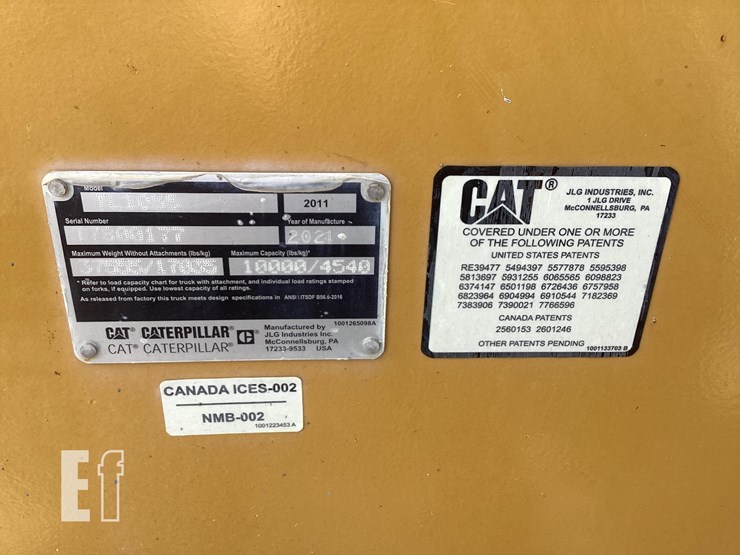 Model
2011
Serial Number
Year of Manufacture
2021
Maximum Weight Without Attachments (lbs/kg)
Maximum Capacity (lbs/kg)*
10000/4540
* Refer to load capacity chart for truck with attachment, and individual load ratings stamped
on forks, if equipped. Use lowest capacity of all ratings.
As released from factory this truck meets design specifications in ANSI \ ITSDF B56.6-2016
CAT® CATERPILLAR®
CAT® CATERPILLAR®
C
Manufactured by
JLG Industries Inc.
McConnellsburg, PA
17233-9533 USA
1001265098A
CANADA ICES-002
NMB-002
1001223453 A
CAT®
JLG INDUSTRIES, INC.
1 JLG DRIVE
McCONNELLSBURG, PA
17233
COVERED UNDER ONE OR MORE
OF THE FOLLOWING PATENTS
UNITED STATES PATENTS
RE39477 5494397 5577878 5595398
5813697 5931255 6065565 6098823
6374147 6501198 6726436 6757958
6823964 6904994 6910544 7182369
7383906 7390021 7766596
CANADA PATENTS
2560153 2601246
OTHER PATENTS PENDING
1001133703 B
Ef